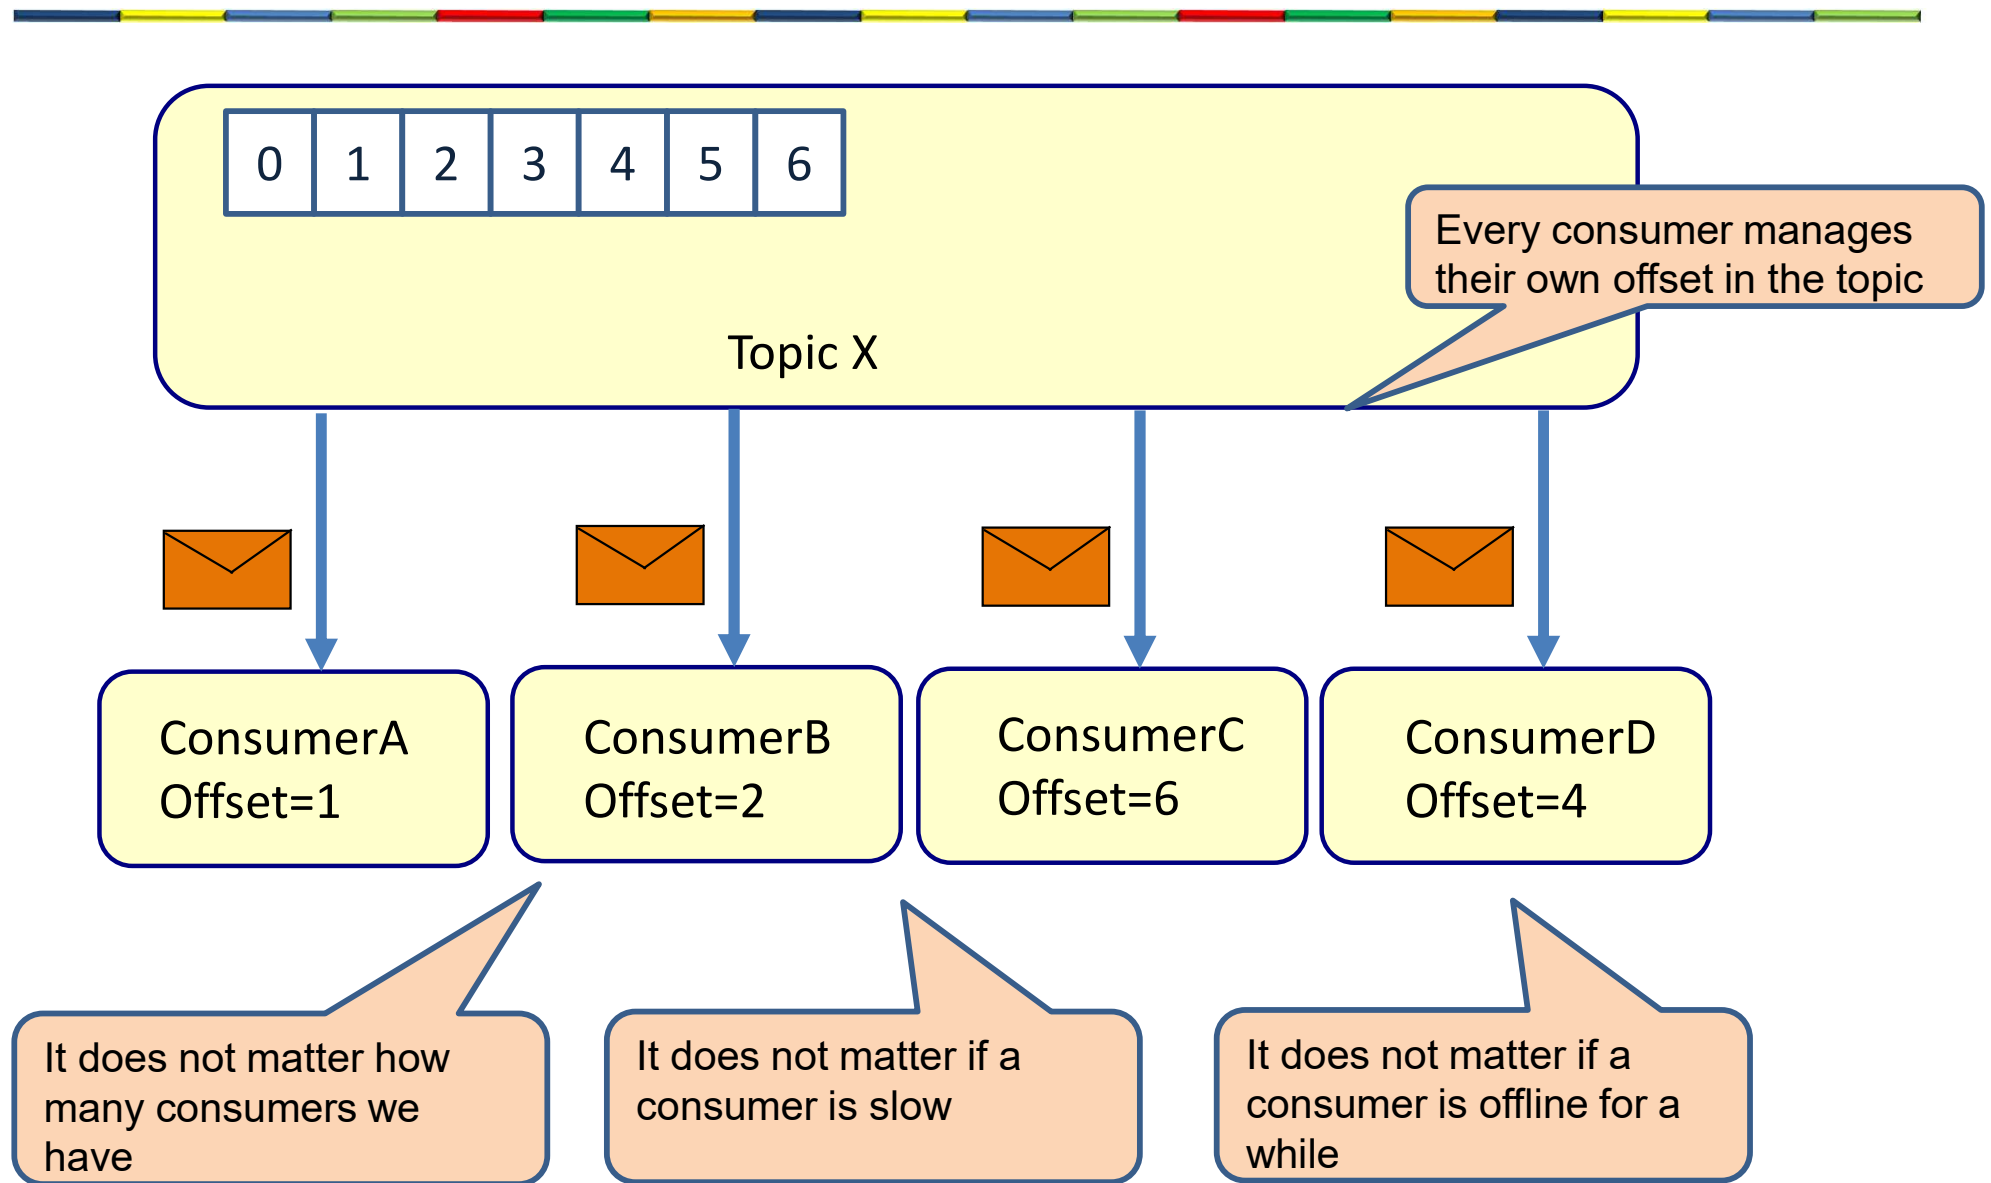 0 1 2 3 4 5 6
Every consumer manages
their own offset in the topic
Topic X
ConsumerA
Offset=1
ConsumerB
Offset=2
ConsumerC
Offset=6
ConsumerD
Offset=4
It does not matter how
many consumers we
have
It does not matter if a
consumer is slow
It does not matter if a
consumer is offline for a
while